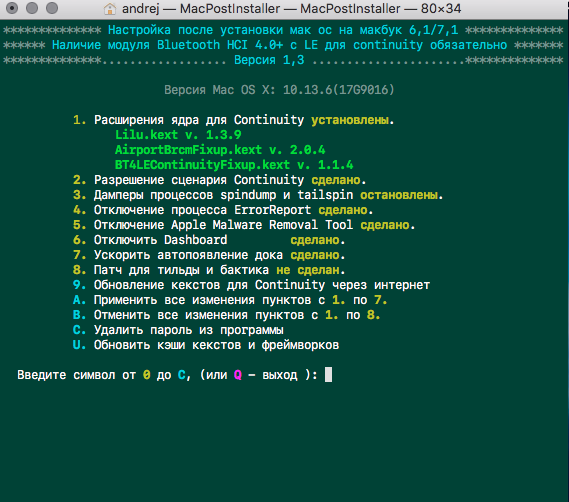 andrej — MacPostInstaller — MacPostInstaller — 80×34
************** Настройка после установки мак ос на макбук 6,1/7,1 **************
****** Наличие модуля Bluetooth HCI 4.0+ с LE для continuity обязательно *******
**************................. Версия 1,3 ......................**************
Версия Mac OS X: 10.13.6(17G9016)
1. Расширения ядра для Continuity установлены.
Lilu.kext v. 1.3.9
AirportBrcmFixup.kext v. 2.0.4
BT4LEContinuityFixup.kext v. 1.1.4
2. Разрешение сценария Continuity сделано.
3. Дамперы процессов spindump и tailspin остановлены.
4. Отключение процесса ErrorReport сделано.
5. Отключение Apple Malware Removal Tool сделано.
6. Отключить Dashboard сделано.
7. Ускорить автопоявление дока сделано.
8. Патч для тильды и бактика не сделан.
9. Обновление кекстов для Continuity через интернет
A. Применить все изменения пунктов с 1. по 7.
B. Отменить все изменения пунктов с 1. по 8.
C. Удалить пароль из программы
U. Обновить кэши кекстов и фреймворков
Введите символ от 0 до C, (или Q - выход ):